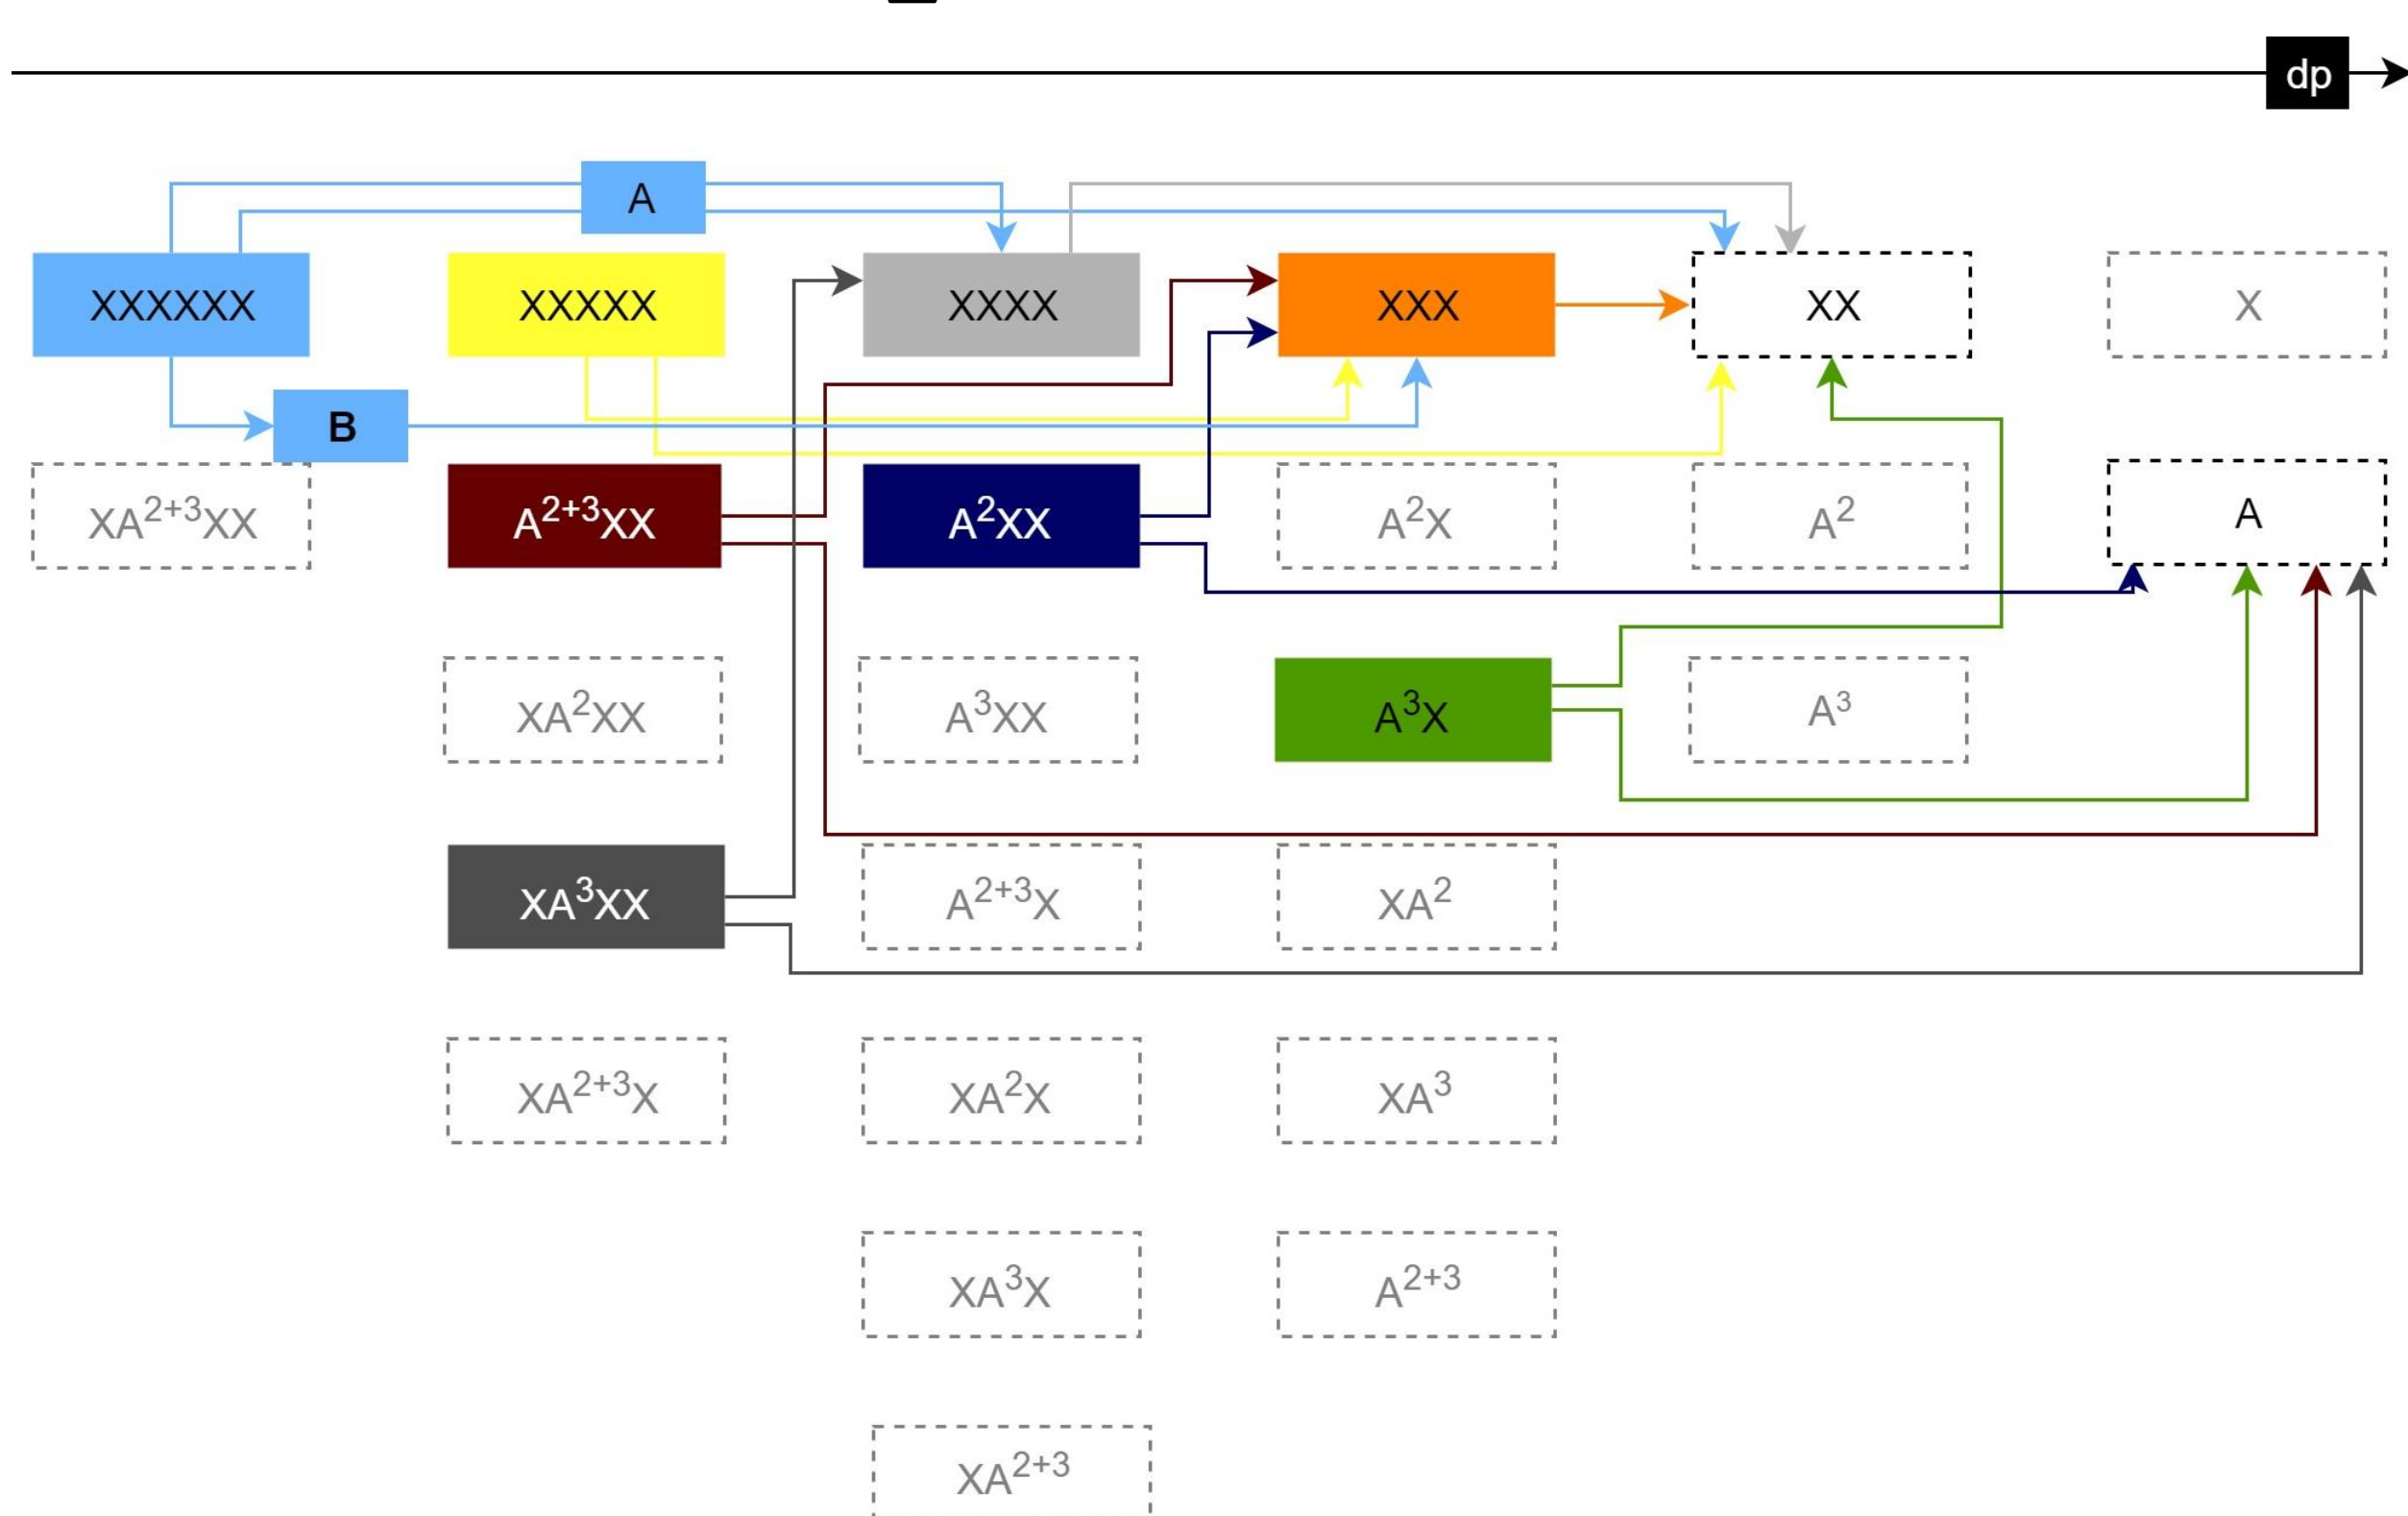 dp
A
XXXXXX XXXXX XXXX XXX XX X
B
XA²⁺³XX A²⁺³XX A²XX A²X A² A
XA²XX A³XX A³X A³
XA³XX A²⁺³X XA²
XA²⁺³X XA²X XA³
XA³X A²⁺³
XA²⁺³